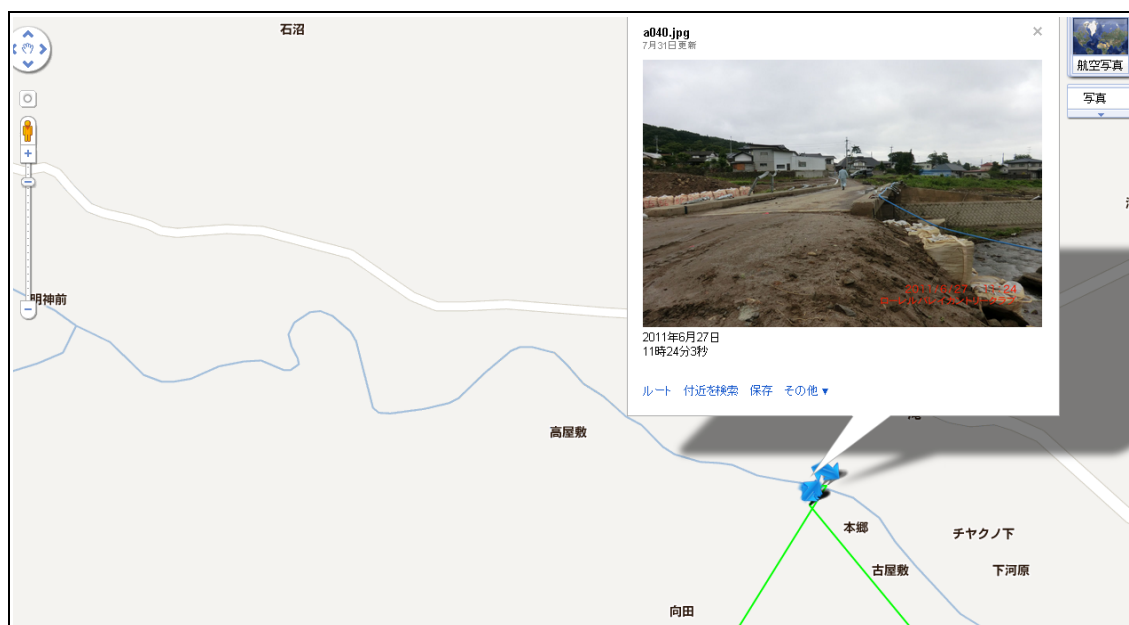 石沼
a040.jpg
7月31日更新
航空写真
写真
明神前
2011年6月27日
11時24分3秒
ルート 付近を検索 保存 その他▼
高屋敷
本郷
チヤクノ下
古屋敷
下河原
向田